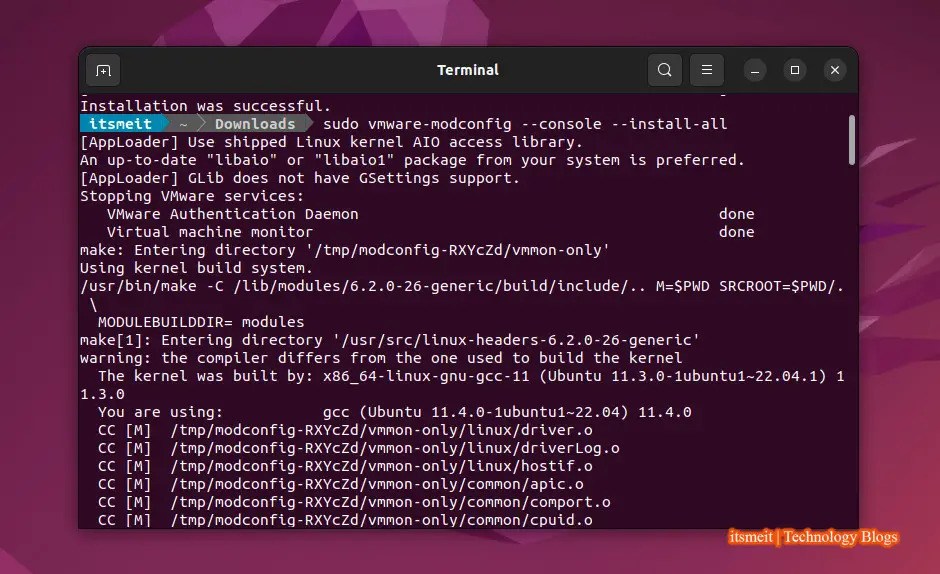 Terminal
Installation was successful.
itsmeit ~ Downloads sudo vmware-modconfig --console --install-all
[AppLoader] Use shipped Linux kernel AIO access library.
An up-to-date "libaio" or "libaio1" package from your system is preferred.
[AppLoader] GLib does not have GSettings support.
Stopping VMware services:
   VMware Authentication Daemon                                        done
   Virtual machine monitor                                             done
make: Entering directory '/tmp/modconfig-RXYcZd/vmmon-only'
Using kernel build system.
/usr/bin/make -C /lib/modules/6.2.0-26-generic/build/include/.. M=$PWD SRCROOT=$PWD/.
 \
  MODULEBUILDDIR= modules
make[1]: Entering directory '/usr/src/linux-headers-6.2.0-26-generic'
warning: the compiler differs from the one used to build the kernel
  The kernel was built by: x86_64-linux-gnu-gcc-11 (Ubuntu 11.3.0-1ubuntu1~22.04.1) 1
1.3.0
  You are using:           gcc (Ubuntu 11.4.0-1ubuntu1~22.04) 11.4.0
  CC [M]  /tmp/modconfig-RXYcZd/vmmon-only/linux/driver.o
  CC [M]  /tmp/modconfig-RXYcZd/vmmon-only/linux/driverLog.o
  CC [M]  /tmp/modconfig-RXYcZd/vmmon-only/linux/hostif.o
  CC [M]  /tmp/modconfig-RXYcZd/vmmon-only/common/apic.o
  CC [M]  /tmp/modconfig-RXYcZd/vmmon-only/common/comport.o
  CC [M]  /tmp/modconfig-RXYcZd/vmmon-only/common/cpuid.o
itsmeit | Technology Blogs